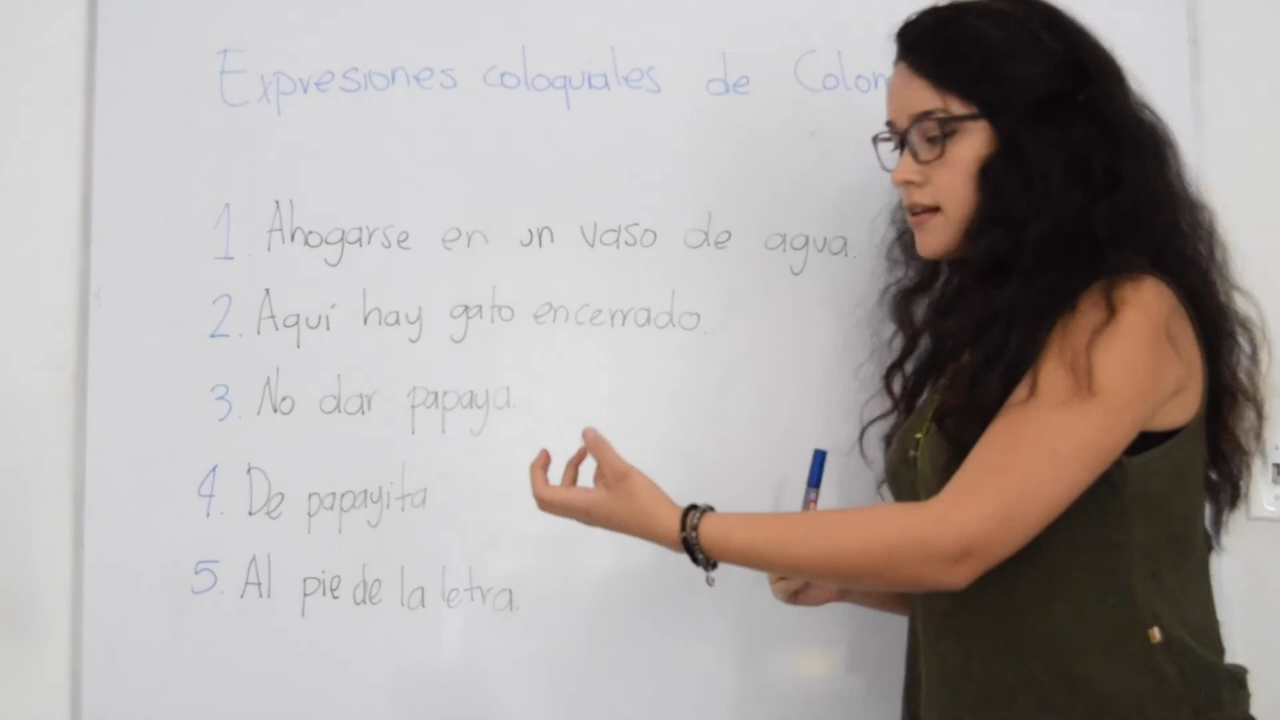 Expresiones coloquiales de Colom
1 Ahogarse en un vaso de agua.
2. Aquí hay gato encerrado.
3. No dar papaya.
4. De papayita
5. Al pie de la letra.